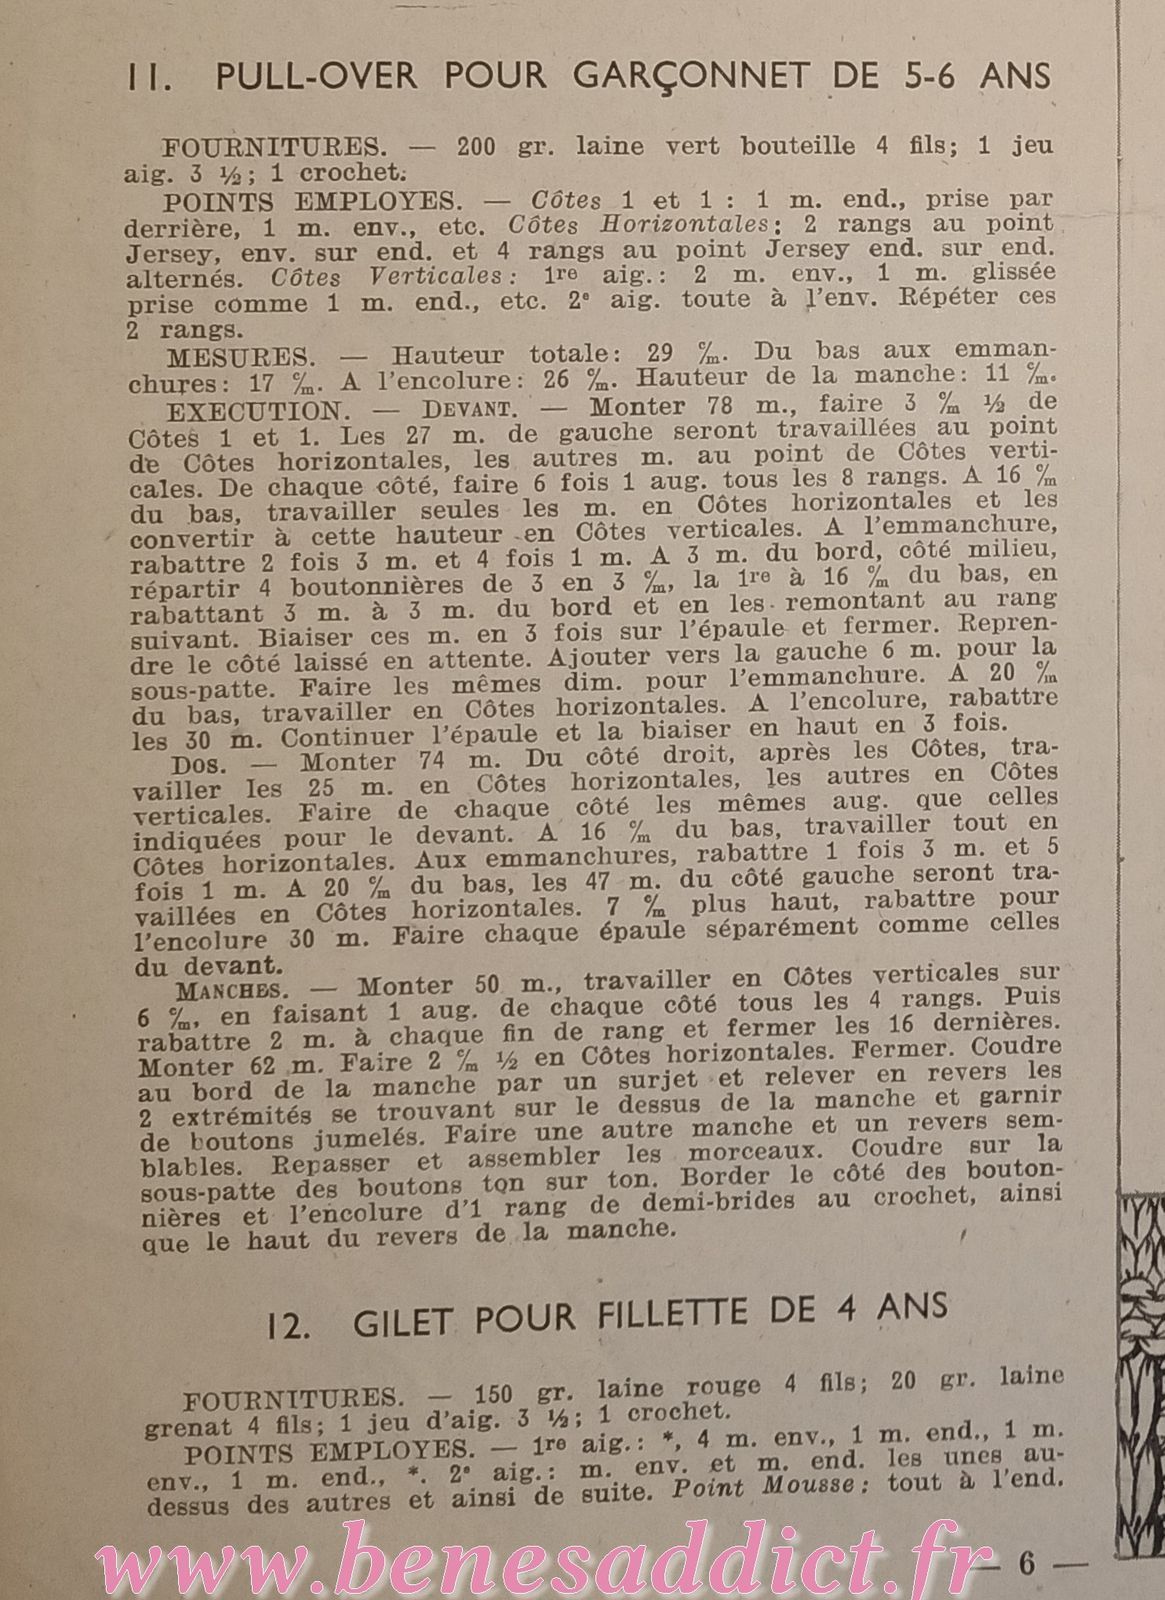 11. PULL-OVER POUR GARÇONNET DE 5-6 ANS
FOURNITURES. — 200 gr. laine vert bouteille 4 fils; 1 jeu
aig. 3 ½; 1 crochet.
POINTS EMPLOYES. — Côtes 1 et 1 : 1 m. end., prise par
derrière, 1 m. env., etc. Côtes Horizontales: 2 rangs au point
Jersey, env. sur end. et 4 rangs au point Jersey end. sur end.
alternés. Côtes Verticales: 1re aig.: 2 m. env., 1 m. glissée
prise comme 1 m. end., etc. 2e aig. toute à l'env. Répéter ces
2 rangs.
MESURES. — Hauteur totale: 29 c/m. Du bas aux emman-
chures: 17 c/m. A l'encolure: 26 c/m. Hauteur de la manche: 11 c/m.
EXECUTION. — DEVANT. — Monter 78 m., faire 3 c/m ½ de
Côtes 1 et 1. Les 27 m. de gauche seront travaillées au point
de Côtes horizontales, les autres m. au point de Côtes verti-
cales. De chaque côté, faire 6 fois 1 aug. tous les 8 rangs. A 16 c/m
du bas, travailler seules les m. en Côtes horizontales et les
convertir à cette hauteur en Côtes verticales. A l'emmanchure,
rabattre 2 fois 3 m. et 4 fois 1 m. A 3 m. du bord, côté milieu,
répartir 4 boutonnières de 3 en 3 c/m, la 1re à 16 c/m du bas, en
rabattant 3 m. à 3 m. du bord et en les remontant au rang
suivant. Biaiser ces m. en 3 fois sur l'épaule et fermer. Repren-
dre le côté laissé en attente. Ajouter vers la gauche 6 m. pour la
sous-patte. Faire les mêmes dim. pour l'emmanchure. A 20 c/m
du bas, travailler en Côtes horizontales. A l'encolure, rabattre
les 30 m. Continuer l'épaule et la biaiser en haut en 3 fois.
DOS. — Monter 74 m. Du côté droit, après les Côtes, tra-
vailler les 25 m. en Côtes horizontales, les autres en Côtes
verticales. Faire de chaque côté les mêmes aug. que celles
indiquées pour le devant. A 16 c/m du bas, travailler tout en
Côtes horizontales. Aux emmanchures, rabattre 1 fois 3 m. et 5
fois 1 m. A 20 c/m du bas, les 47 m. du côté gauche seront tra-
vaillées en Côtes horizontales. 7 c/m plus haut, rabattre pour
l'encolure 30 m. Faire chaque épaule séparément comme celles
du devant.
MANCHES. — Monter 50 m., travailler en Côtes verticales sur
6 c/m, en faisant 1 aug. de chaque côté tous les 4 rangs. Puis
rabattre 2 m. à chaque fin de rang et fermer les 16 dernières.
Monter 62 m. Faire 2 c/m ½ en Côtes horizontales. Fermer. Coudre
au bord de la manche par un surjet et relever en revers les
2 extrémités se trouvant sur le dessus de la manche et garnir
de boutons jumelés. Faire une autre manche et un revers sem-
blables. Repasser et assembler les morceaux. Coudre sur la
sous-patte des boutons ton sur ton. Border le côté des bouton-
nières et l'encolure d'1 rang de demi-brides au crochet, ainsi
que le haut du revers de la manche.
12. GILET POUR FILLETTE DE 4 ANS
FOURNITURES. — 150 gr. laine rouge 4 fils; 20 gr. laine
grenat 4 fils; 1 jeu d'aig. 3 ½; 1 crochet.
POINTS EMPLOYES. — 1re aig.: *, 4 m. env., 1 m. end., 1 m.
env., 1 m. end., *. 2e aig.: m. env. et m. end. les unes au-
dessus des autres et ainsi de suite. Point Mousse: tout à l'end.
www.benesaddict.fr
— 6 —